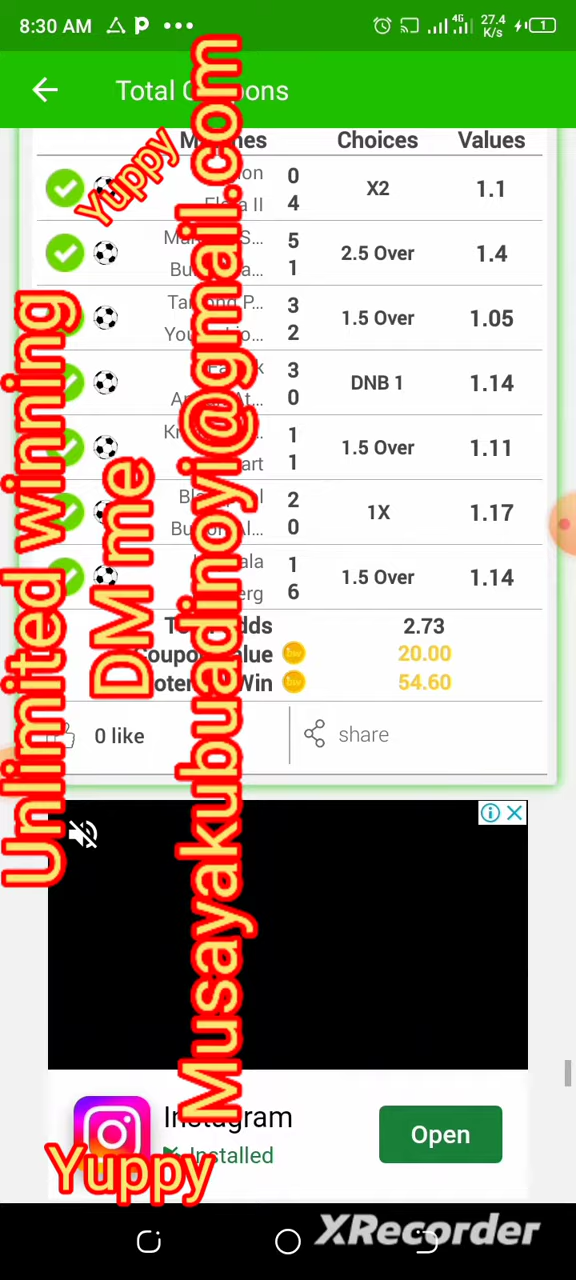 8:30 AM
4G
27.4
K/s
1
Total
Choices
Values
0
4
X2
1.1
5
1
2.5 Over
1.4
3
2
1.5 Over
1.05
3
0
DNB 1
1.14
1
1
1.5 Over
1.11
2
0
1X
1.17
1
6
1.5 Over
1.14
2.73
20.00
Win
54.60
0 like
share
Instagram
Installed
Open
Yuppy
Unlimited winning
DM me
Musayakubuadinoyi@gmail.com
Yuppy
XRecorder